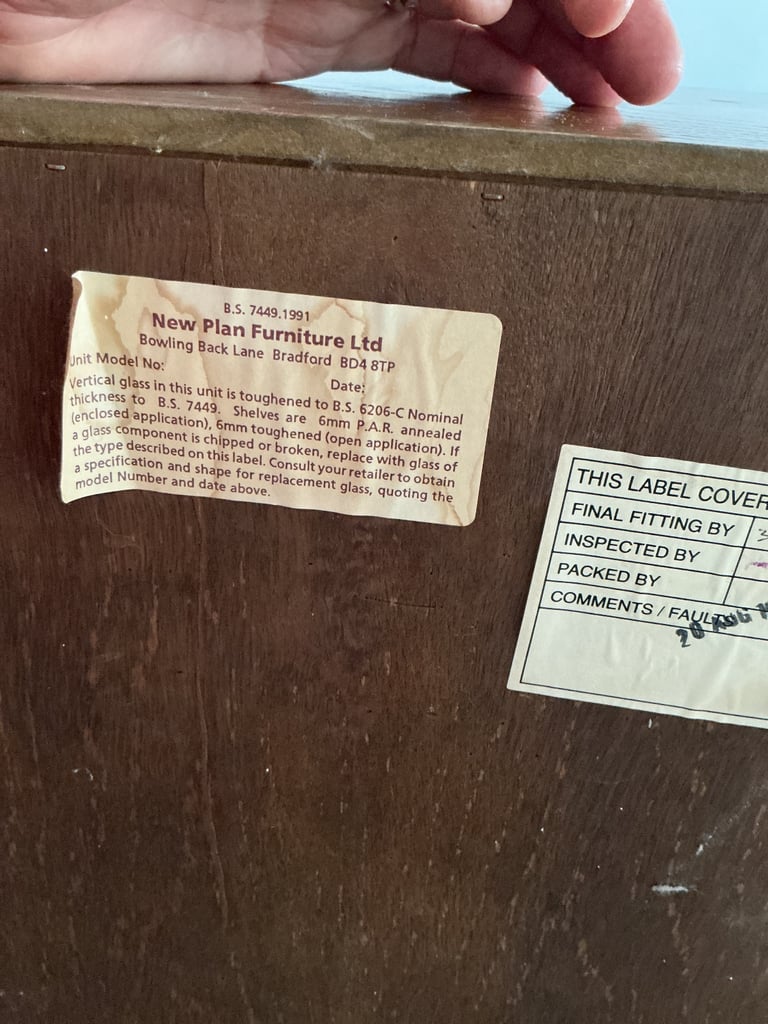 B.S. 7449.1991
New Plan Furniture Ltd
Bowling Back Lane Bradford BD4 8TP
Unit Model No: Date:
Vertical glass in this unit is toughened to B.S. 6206-C Nominal
thickness to B.S. 7449. Shelves are 6mm P.A.R. annealed
(enclosed application), 6mm toughened (open application). If
a glass component is chipped or broken, replace with glass of
the type described on this label. Consult your retailer to obtain
a specification and shape for replacement glass, quoting the
model Number and date above.
THIS LABEL COVER
FINAL FITTING BY
INSPECTED BY
PACKED BY
COMMENTS / FAULT
20 AUG